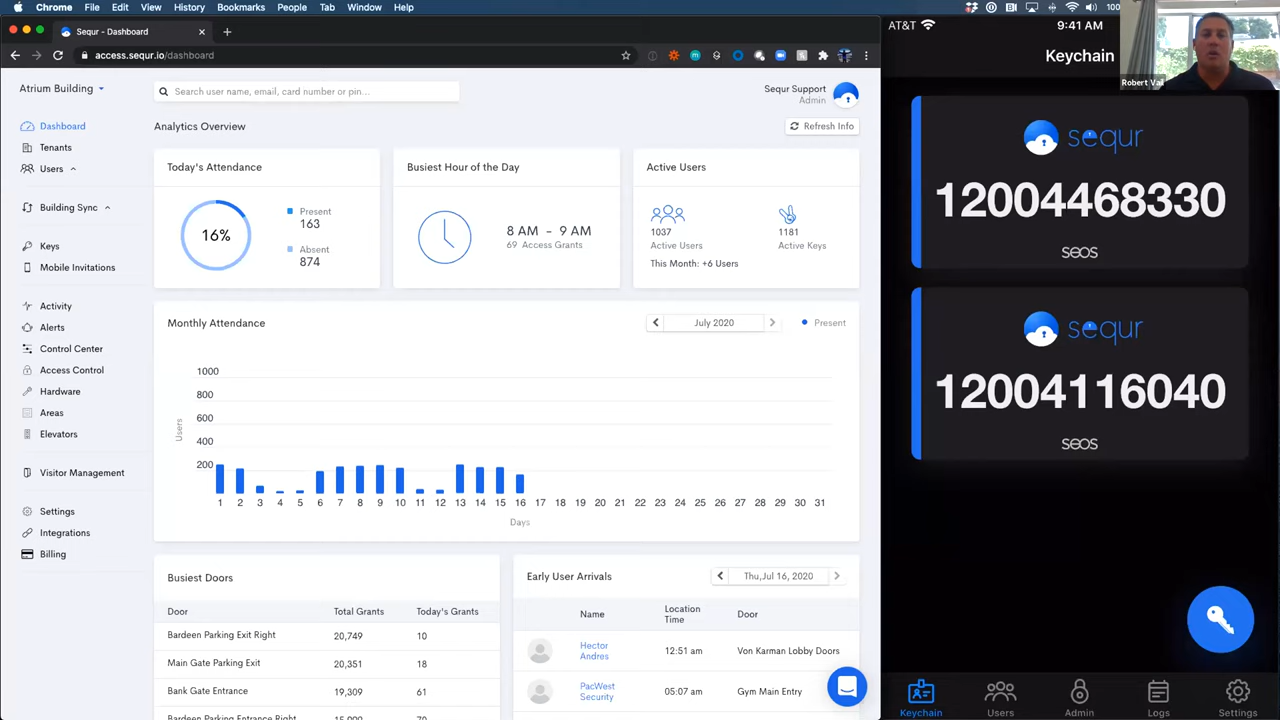 Chrome File Edit View History Bookmarks People Tab Window Help
Sequr - Dashboard
access.sequr.io/dashboard
Atrium Building
Search user name, email, card number or pin...
Sequr Support
Admin
Dashboard
Tenants
Users
Building Sync
Keys
Mobile Invitations
Activity
Alerts
Control Center
Access Control
Hardware
Areas
Elevators
Visitor Management
Settings
Integrations
Billing
Analytics Overview
Refresh Info
Today's Attendance
16%
Present
163
Absent
874
Busiest Hour of the Day
8 AM - 9 AM
69 Access Grants
Active Users
1037
Active Users
1181
Active Keys
This Month: +6 Users
Monthly Attendance
July 2020
Present
1000
800
600
400
200
Users
1 2 3 4 5 6 7 8 9 10 11 12 13 14 15 16 17 18 19 20 21 22 23 24 25 26 27 28 29 30 31
Days
Busiest Doors
Door Total Grants Today's Grants
Bardeen Parking Exit Right 20,749 10
Main Gate Parking Exit 20,351 18
Bank Gate Entrance 19,309 61
Bardeen Parking Entrance Right
Early User Arrivals
Thu,Jul 16, 2020
Name Location Time Door
Hector Andres 12:51 am Von Karman Lobby Doors
PacWest Security 05:07 am Gym Main Entry
AT&T 9:41 AM
Keychain
Robert
sequr
12004468330
seos
sequr
12004116040
seos
Keychain Users Admin Logs Settings